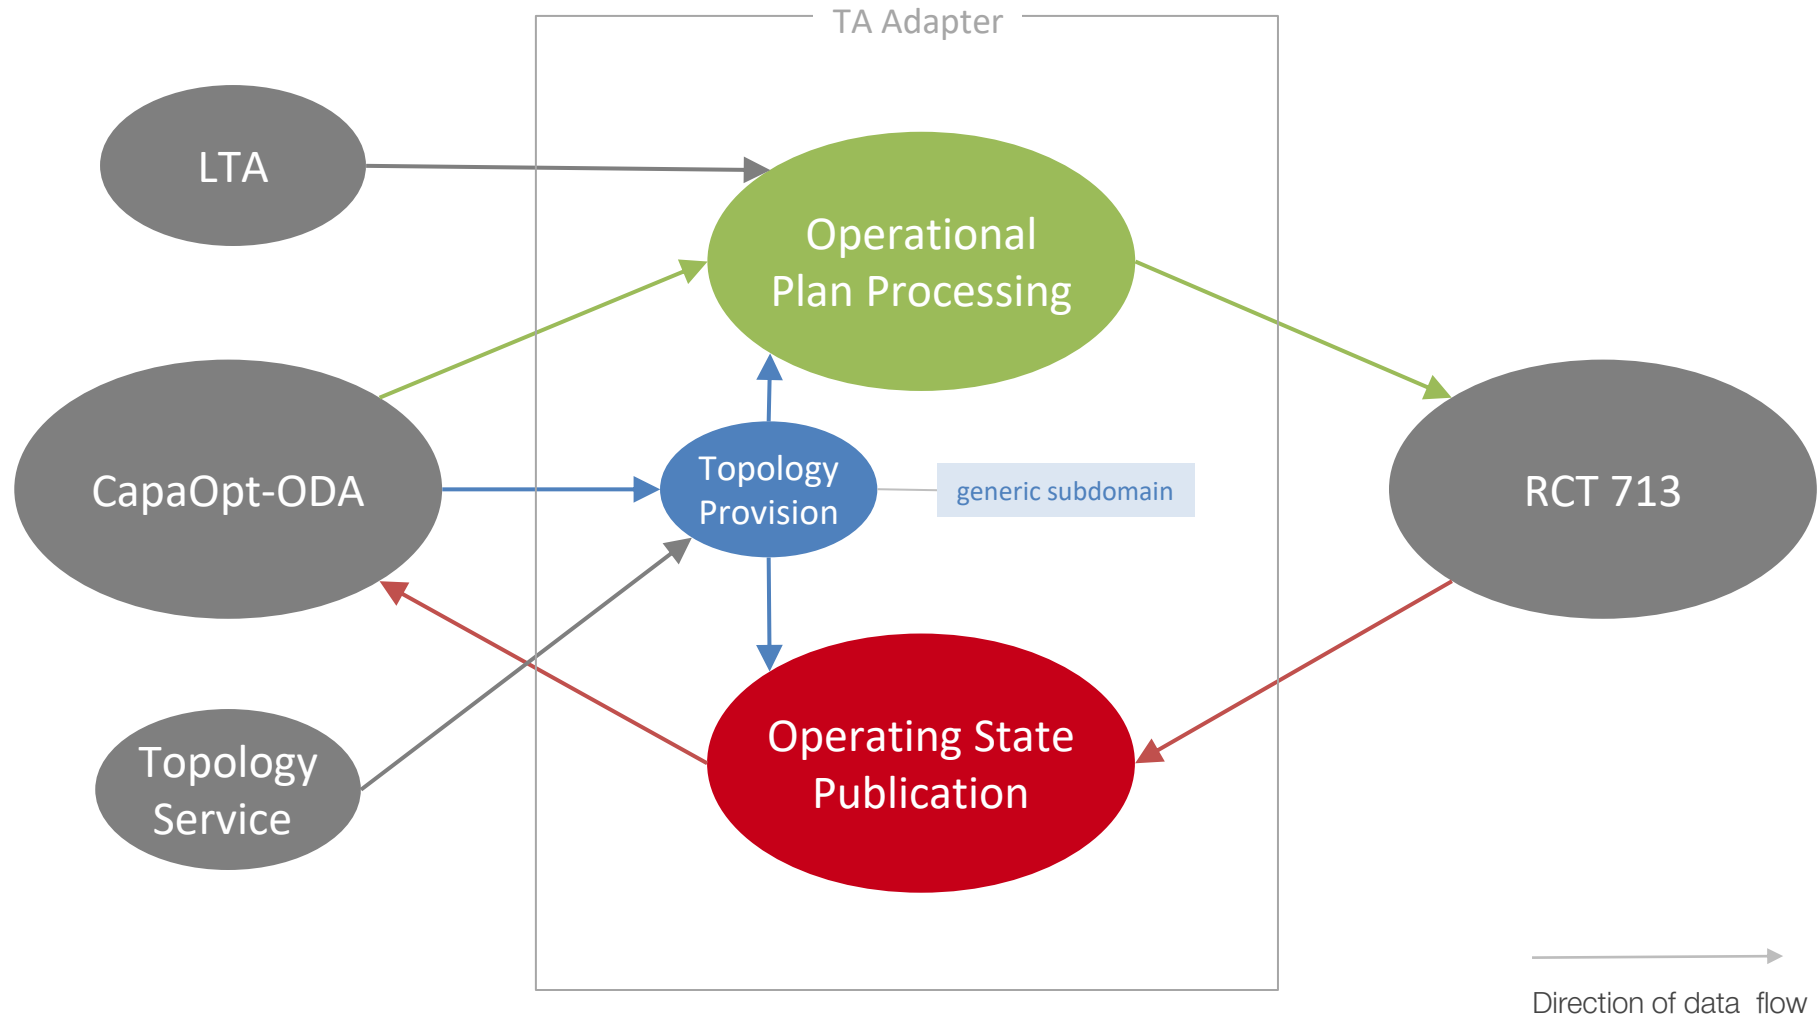 TA Adapter
LTA
Operational
Plan Processing
CapaOpt-ODA
Topology
Provision
generic subdomain
RCT 713
Topology
Service
Operating State
Publication
Direction of data flow